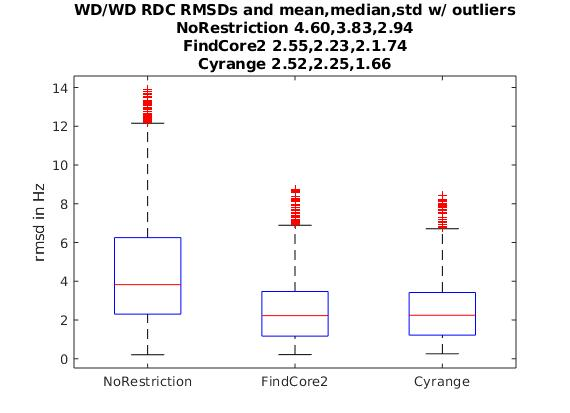 WD/WD RDC RMSDs and mean,median,std w/ outliers
NoRestriction 4.60,3.83,2.94
FindCore2 2.55,2.23,2.1.74
Cyrange 2.52,2.25,1.66
14
12
10
8
6
4
2
0
rmsd in Hz
NoRestriction FindCore2 Cyrange